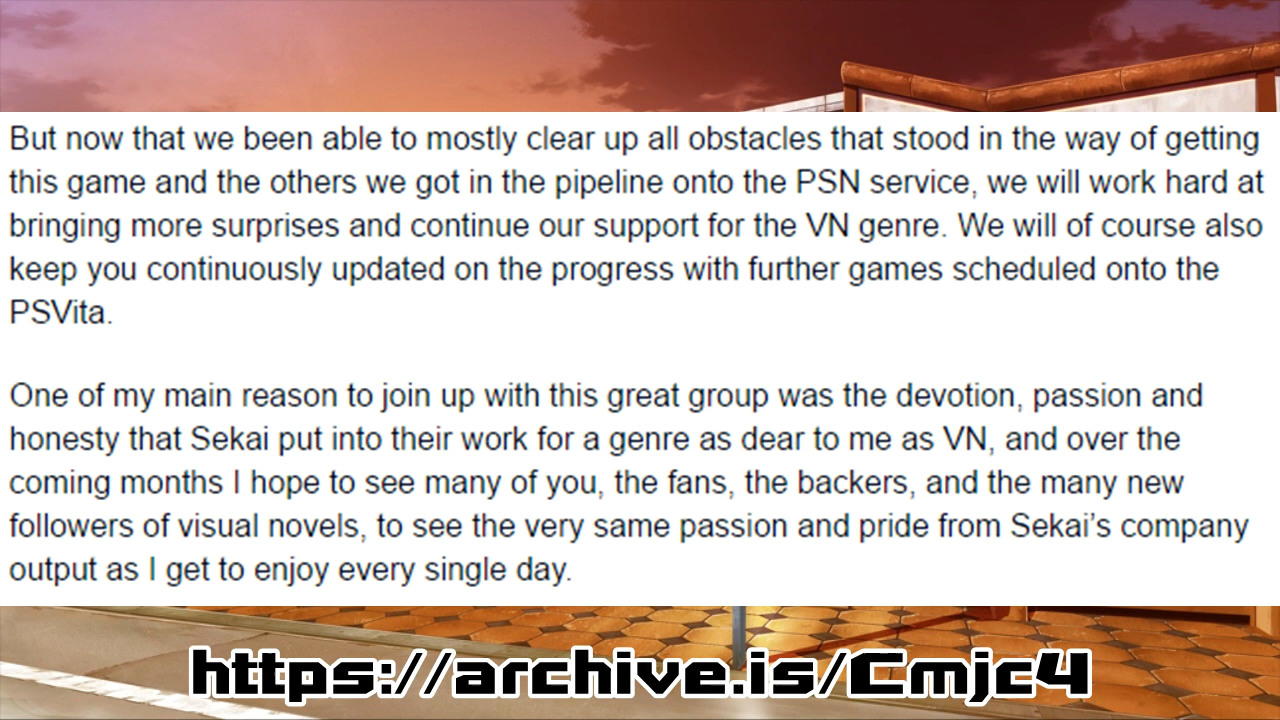 But now that we been able to mostly clear up all obstacles that stood in the way of getting
this game and the others we got in the pipeline onto the PSN service, we will work hard at
bringing more surprises and continue our support for the VN genre. We will of course also
keep you continuously updated on the progress with further games scheduled onto the
PSVita.
One of my main reason to join up with this great group was the devotion, passion and
honesty that Sekai put into their work for a genre as dear to me as VN, and over the
coming months I hope to see many of you, the fans, the backers, and the many new
followers of visual novels, to see the very same passion and pride from Sekai’s company
output as I get to enjoy every single day.
https://archive.is/Cmjc4